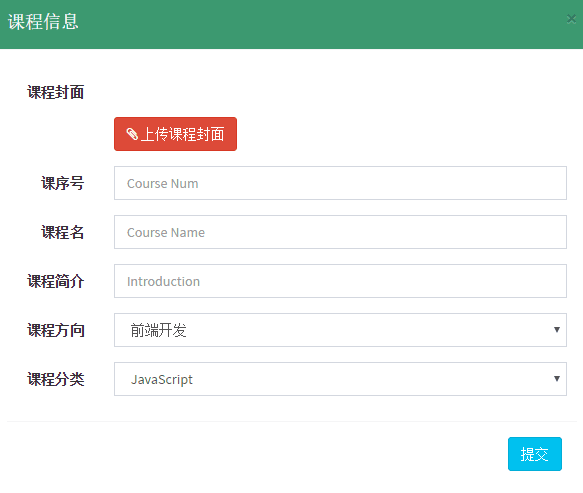 课程信息
课程封面
上传课程封面
课序号 Course Num
课程名 Course Name
课程简介 Introduction
课程方向 前端开发
课程分类 JavaScript
提交